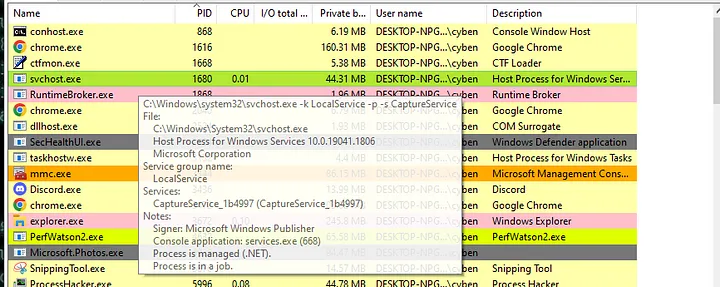 Name PID CPU I/O total ... Private b... User name Description
conhost.exe 868 6.19 MB DESKTOP-NPG...\cyben Console Window Host
chrome.exe 1616 160.31 MB DESKTOP-NPG...\cyben Google Chrome
ctfmon.exe 1668 5.38 MB DESKTOP-NPG...\cyben CTF Loader
svchost.exe 1680 0.01 44.31 MB DESKTOP-NPG...\cyben Host Process for Windows Ser...
RuntimeBroker.exe 1868 1.96 MB DESKTOP-NPG...\cyben Runtime Broker
C:\Windows\system32\svchost.exe -k LocalService -p -s CaptureService
chrome.exe cyben Google Chrome
File:
C:\Windows\System32\svchost.exe
dllhost.exe cyben COM Surrogate
Host Process for Windows Services 10.0.19041.1806
SecHealthUI.exe cyben Windows Defender application
Microsoft Corporation
taskhostw.exe 4.4 MB DESKTOP-NPG...\cyben Host Process for Windows Tasks
Service group name:
mmc.exe DESKTOP-NPG...\cyben Microsoft Management Cons...
LocalService
Services:
Discord.exe 13.99 MB DESKTOP-NPG...\cyben Discord
CaptureService_1b4997 (CaptureService_1b4997)
chrome.exe cyben Google Chrome
Notes:
explorer.exe 3672 0.10 245.8 MB DESKTOP-NPG...\cyben Windows Explorer
Signer: Microsoft Windows Publisher
PerfWatson2.exe DESKTOP-NPG...\cyben PerfWatson2.exe
Console application: services.exe (668)
Microsoft.Photos.exe DESKTOP-NPG...\cyben
Process is managed (.NET).
SnippingTool.exe 14.57 MB DESKTOP-NPG...\cyben Snipping Tool
Process is in a job.
ProcessHacker.exe 5996 0.08 44.78 MB DESKTOP-NPG...\cyben Process Hacker